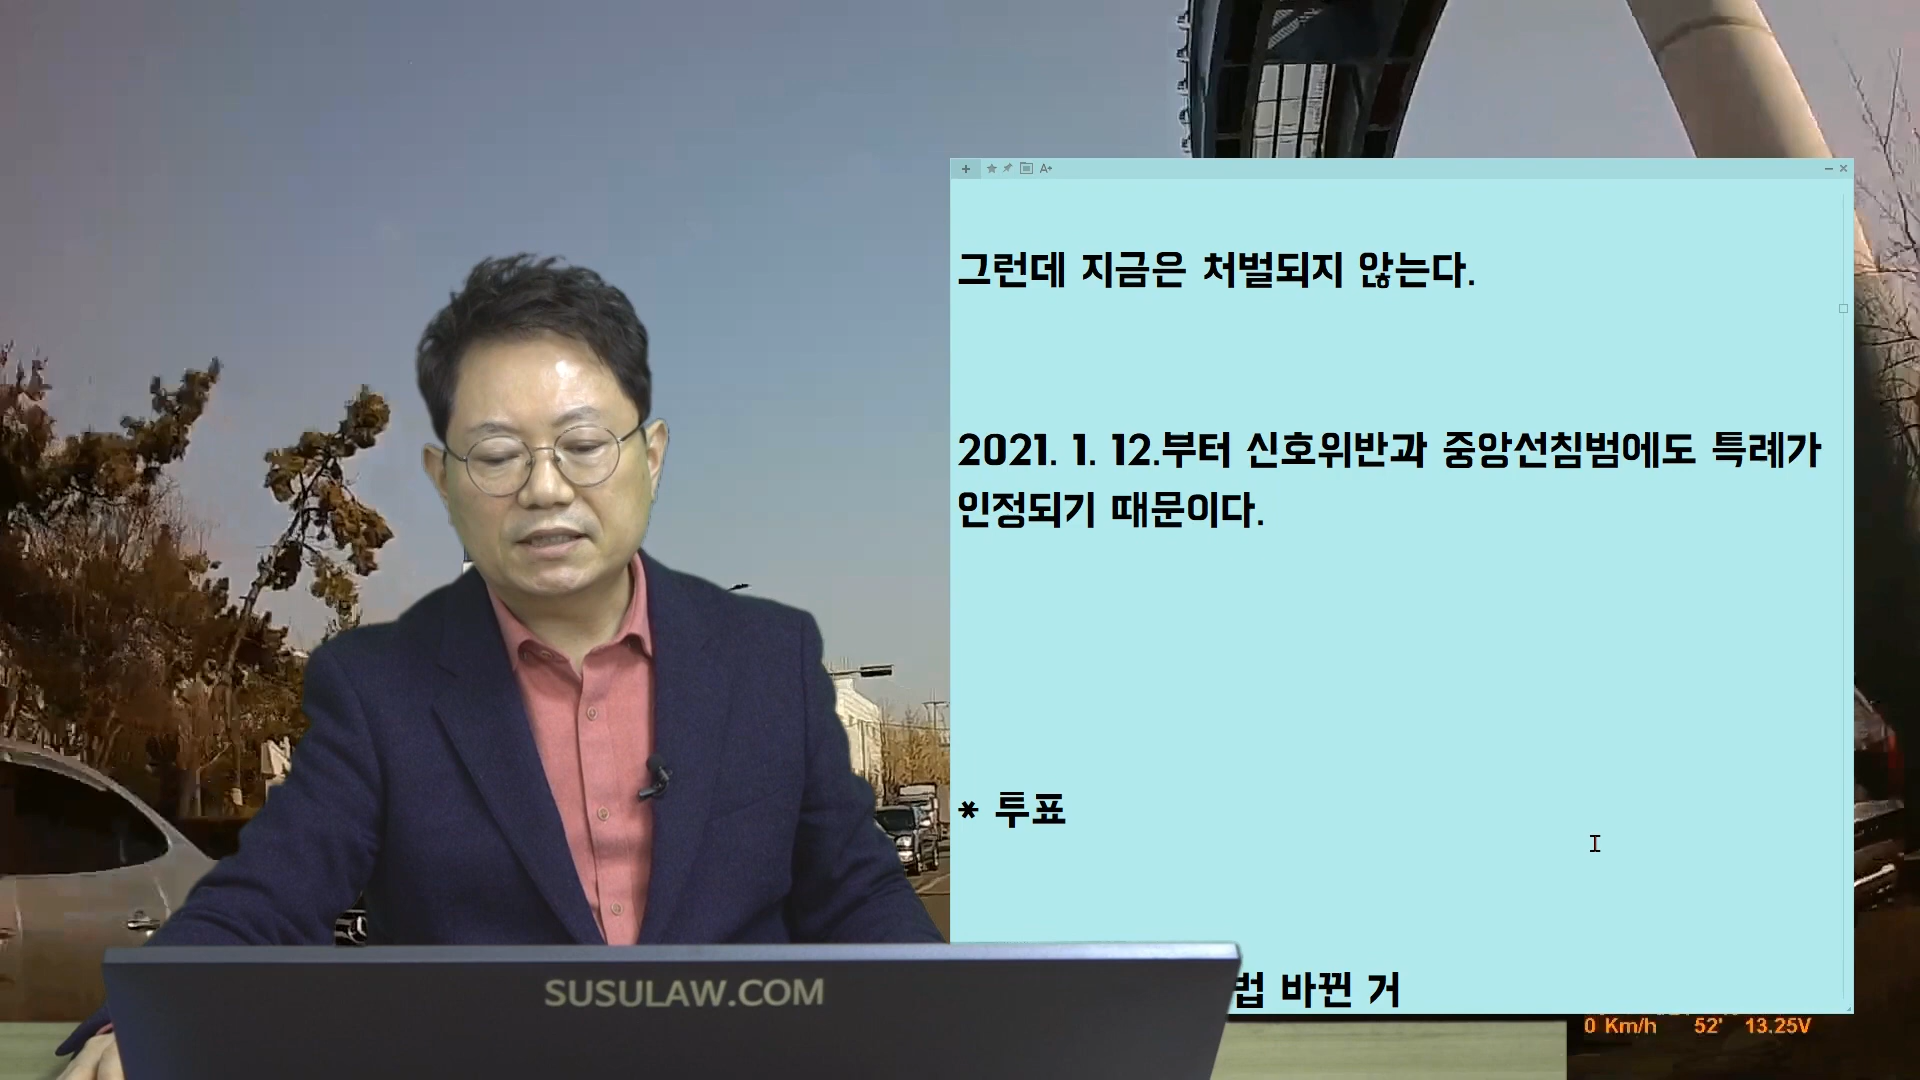 A+
그런데 지금은 처벌되지 않는다.
2021. 1. 12.부터 신호위반과 중앙선침범에도 특례가
인정되기 때문이다.
* 투표
법 바뀐 거
SUSULAW.COM
0 Km/h 52' 13.25V